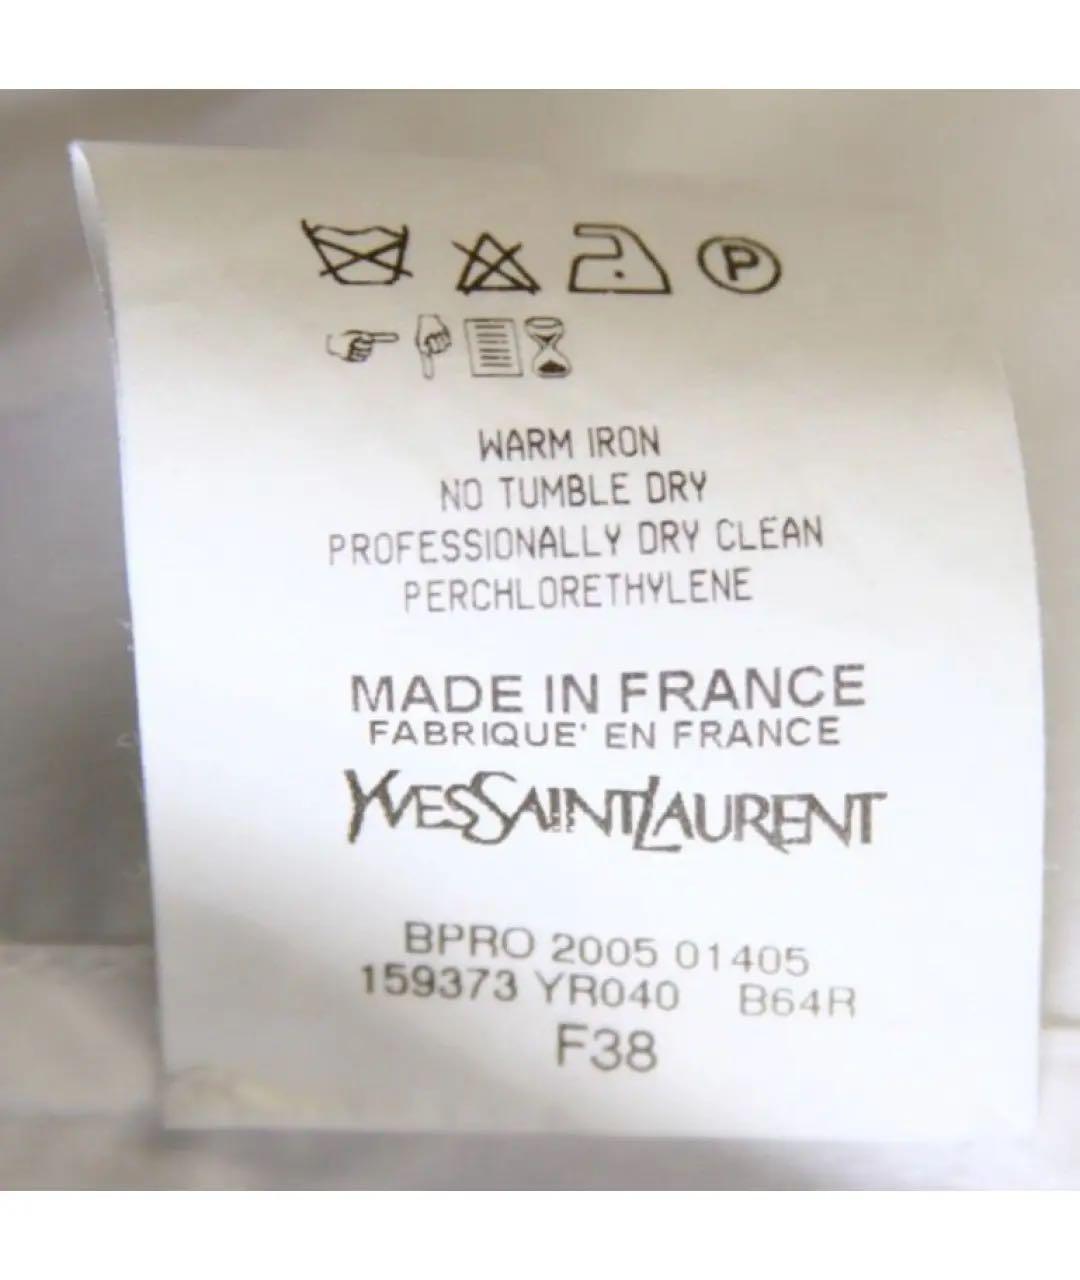 P
WARM IRON
NO TUMBLE DRY
PROFESSIONALLY DRY CLEAN
PERCHLORETHYLENE
MADE IN FRANCE
FABRIQUE' EN FRANCE
YVESSAINTLAURENT
BPRO 2005 01405
159373 YR040 B64R
F38